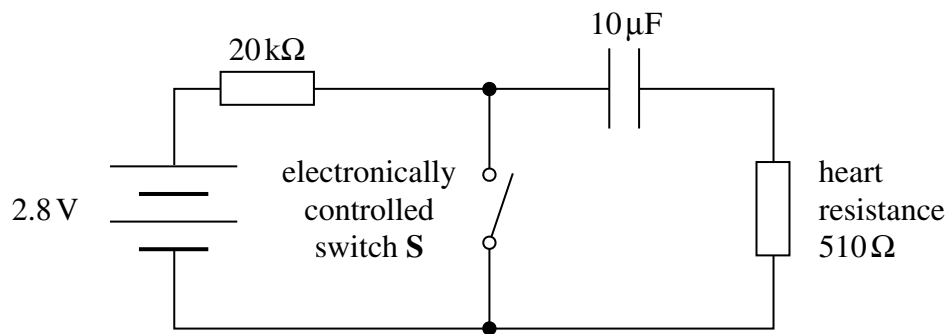 10 μF
20 kΩ
electronically
controlled
switch S
2.8 V
heart
resistance
510 Ω